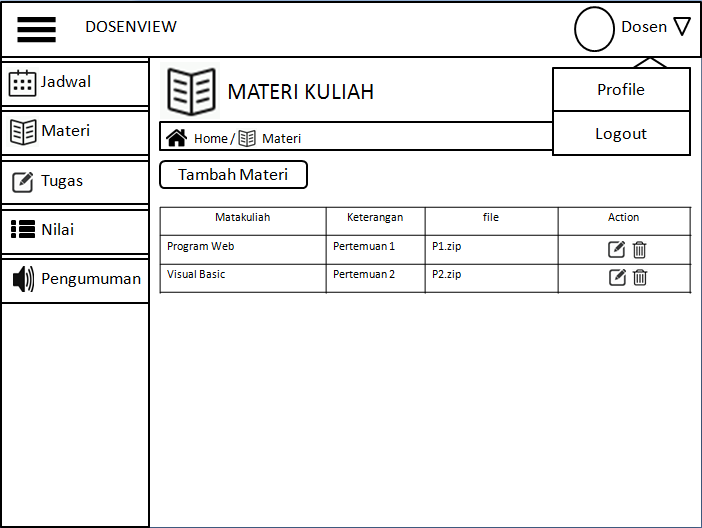 DOSENVIEW
Dosen
Profile
Logout
Jadwal
Materi
Tugas
Nilai
Pengumuman
MATERI KULIAH
Home / Materi
Tambah Materi
Matakuliah Keterangan file Action
Program Web Pertemuan 1 P1.zip
Visual Basic Pertemuan 2 P2.zip